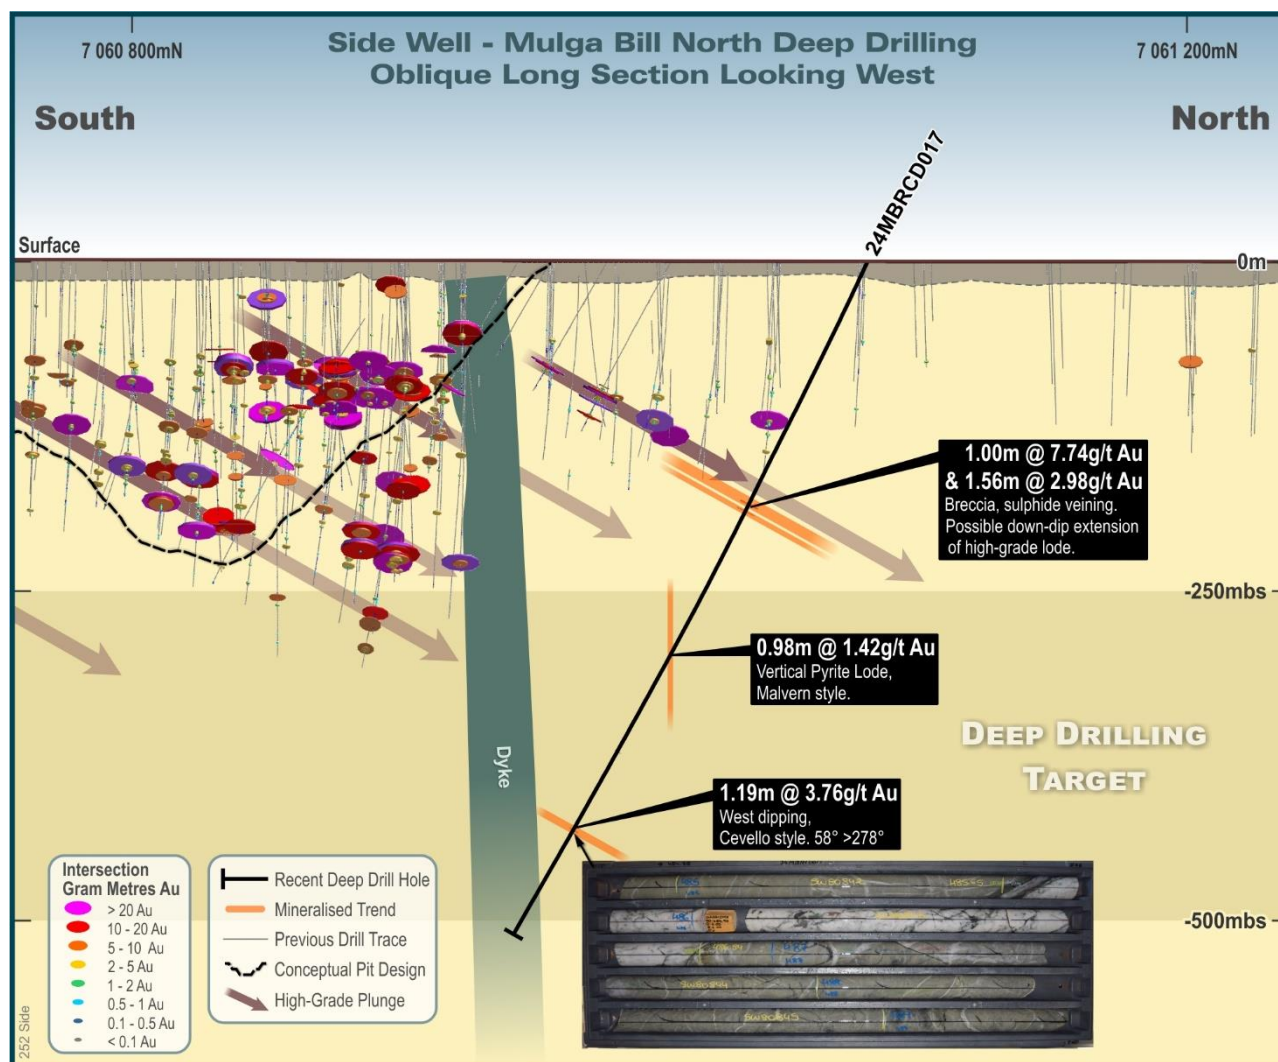 7 060 800mN
Side Well - Mulga Bill North Deep Drilling
Oblique Long Section Looking West
7 061 200mN
South
North
24MBRCD017
Surface
0m
1.00m @ 7.74g/t Au
& 1.56m @ 2.98g/t Au
Breccia, sulphide veining.
Possible down-dip extension
of high-grade lode.
-250mbs
0.98m @ 1.42g/t Au
Vertical Pyrite Lode,
Malvern style.
Dyke
DEEP DRILLING
TARGET
1.19m @ 3.76g/t Au
West dipping,
Cevello style. 58° >278°
-500mbs
Intersection
Gram Metres Au
> 20 Au
10 - 20 Au
5 - 10 Au
2 - 5 Au
1 - 2 Au
0.5 - 1 Au
0.1 - 0.5 Au
< 0.1 Au
Recent Deep Drill Hole
Mineralised Trend
Previous Drill Trace
Conceptual Pit Design
High-Grade Plunge
252 Side
SW80843
SW80844
SW80845